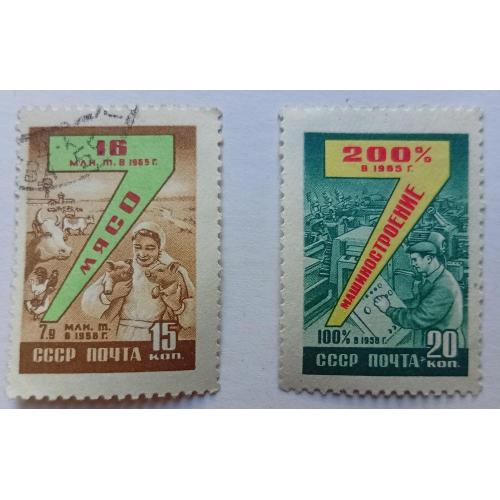 16
МЛН. Т. В 1965 Г.
МЯСО
7,9 МЛН. Т.
В 1958 Г.
15
СССР ПОЧТА КОП.
200%
В 1965 Г.
МАШИНОСТРОЕНИЕ
100% В 1958 Г.
20
СССР ПОЧТА КОП.